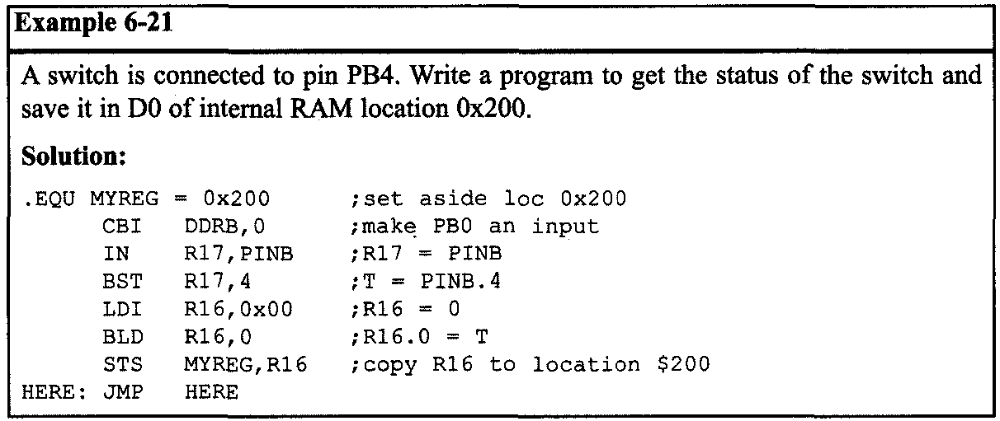 Example 6-21
A switch is connected to pin PB4. Write a program to get the status of the switch and
save it in D0 of internal RAM location 0x200.
Solution:
.EQU MYREG = 0x200 ;set aside loc 0x200
CBI DDRB,0 ;make PB0 an input
IN R17,PINB ;R17 = PINB
BST R17,4 ;T = PINB.4
LDI R16,0x00 ;R16 = 0
BLD R16,0 ;R16.0 = T
STS MYREG,R16 ;copy R16 to location $200
HERE: JMP HERE